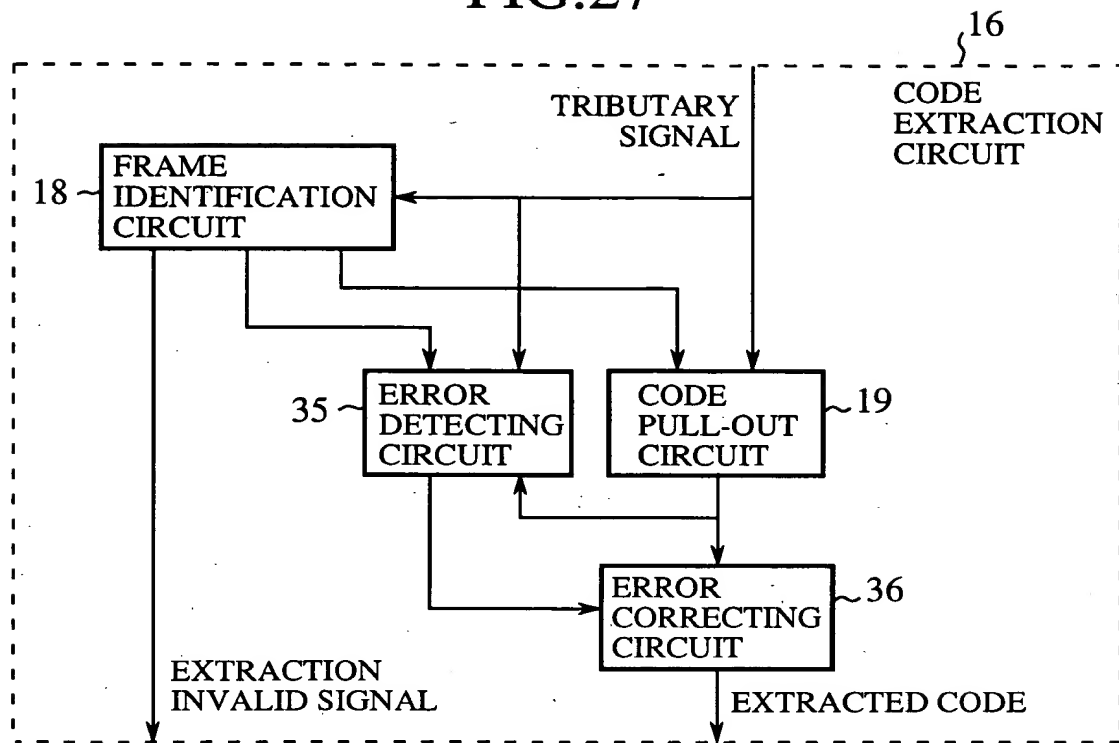 FIG.27
16
CODE
EXTRACTION
CIRCUIT
TRIBUTARY
SIGNAL
18
FRAME
IDENTIFICATION
CIRCUIT
35
ERROR
DETECTING
CIRCUIT
CODE
PULL-OUT
CIRCUIT
19
ERROR
CORRECTING
CIRCUIT
36
EXTRACTION
INVALID SIGNAL
EXTRACTED CODE